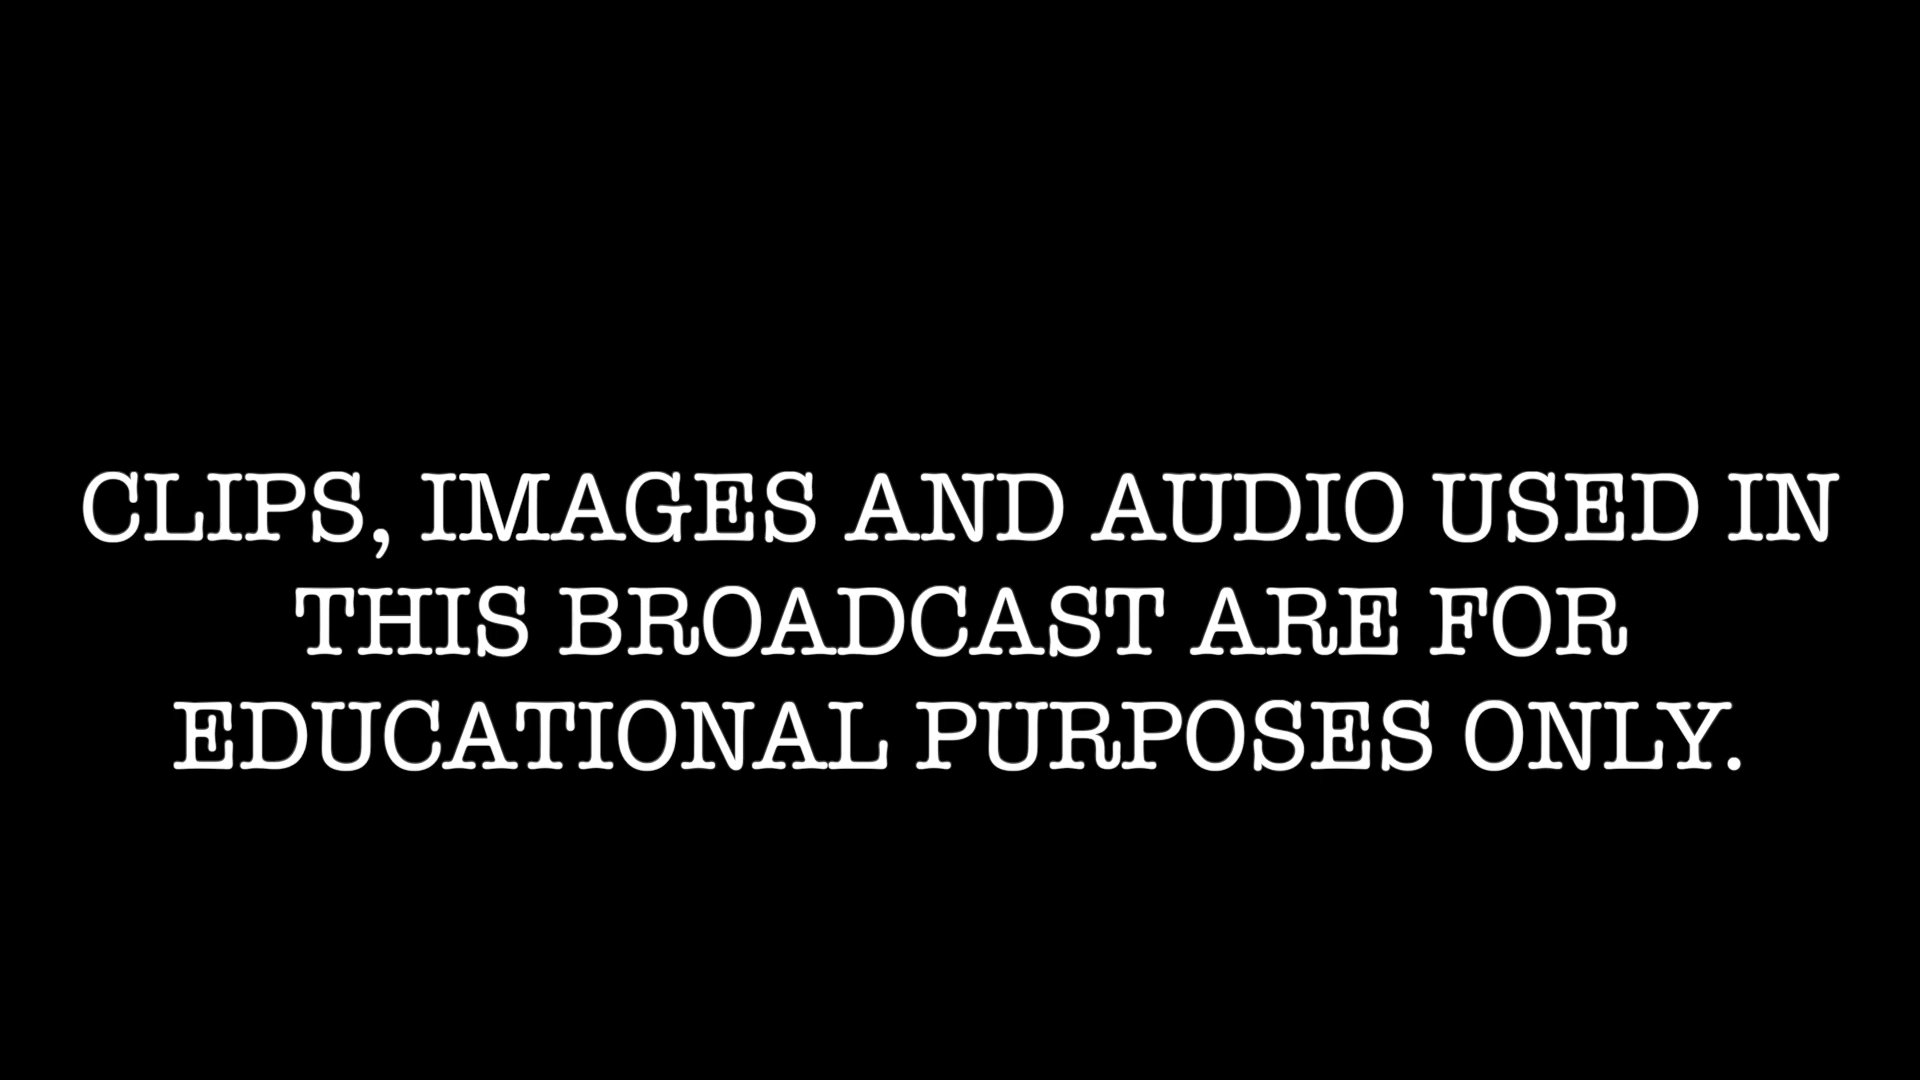 CLIPS, IMAGES AND AUDIO USED IN
THIS BROADCAST ARE FOR
EDUCATIONAL PURPOSES ONLY.